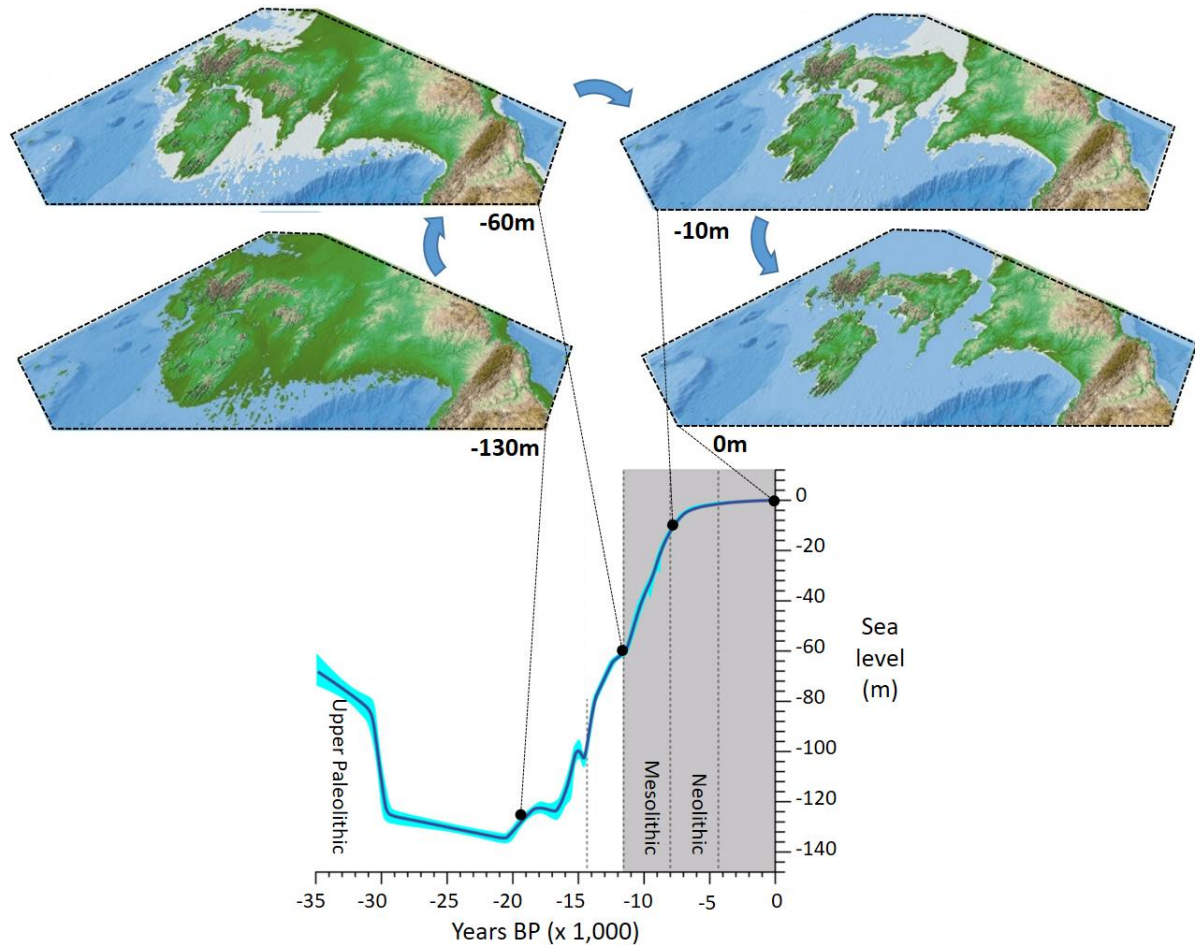 -60m
-10m
-130m
0m
0
-20
-40
-60
-80
-100
-120
-140
Sea
level
(m)
Upper Paleolithic
Mesolithic
Neolithic
-35 -30 -25 -20 -15 -10 -5 0
Years BP (x 1,000)